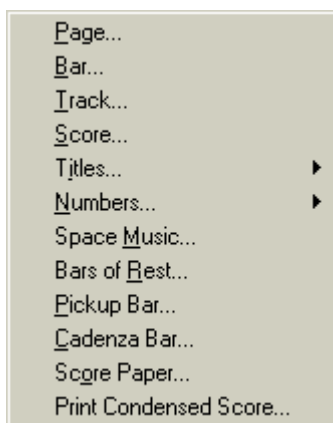 Page...
Bar...
Track...
Score...
Titles...
Numbers...
Space Music...
Bars of Rest...
Pickup Bar...
Cadenza Bar...
Score Paper...
Print Condensed Score...